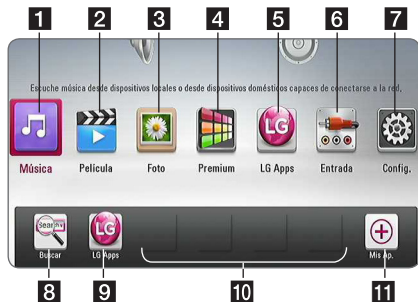 1 2 3 4 5 6 7
Escuche música desde dispositivos locales o desde dispositivos domésticos capaces de conectarse a la red.
LG
Música Película Foto Premium LG Apps Entrada Config.
Search
LG
Buscar LG Apps Mis Ap.
8 9 10 11